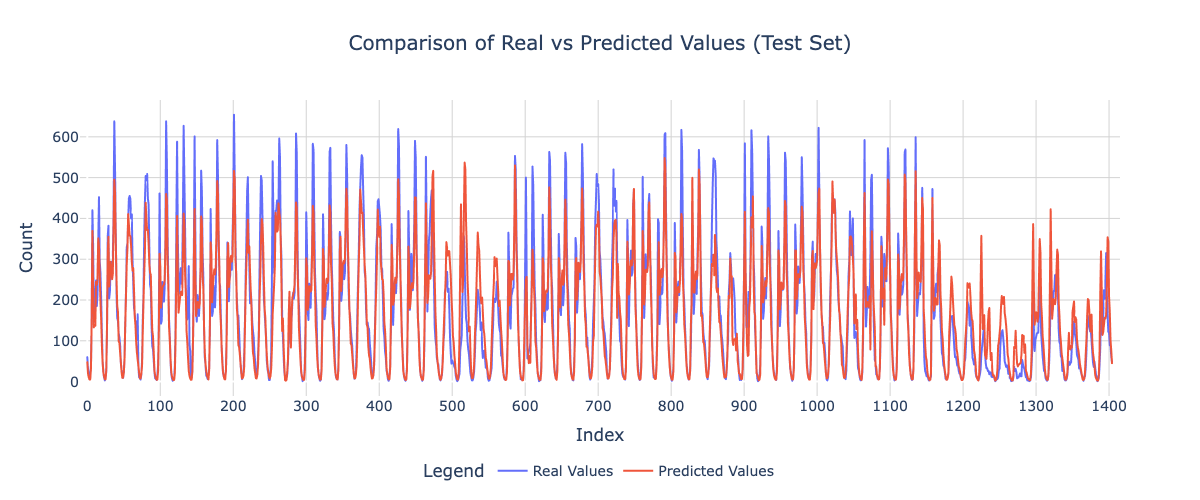 Comparison of Real vs Predicted Values (Test Set)
Count
600
500
400
300
200
100
0
0 100 200 300 400 500 600 700 800 900 1000 1100 1200 1300 1400
Index
Legend Real Values Predicted Values